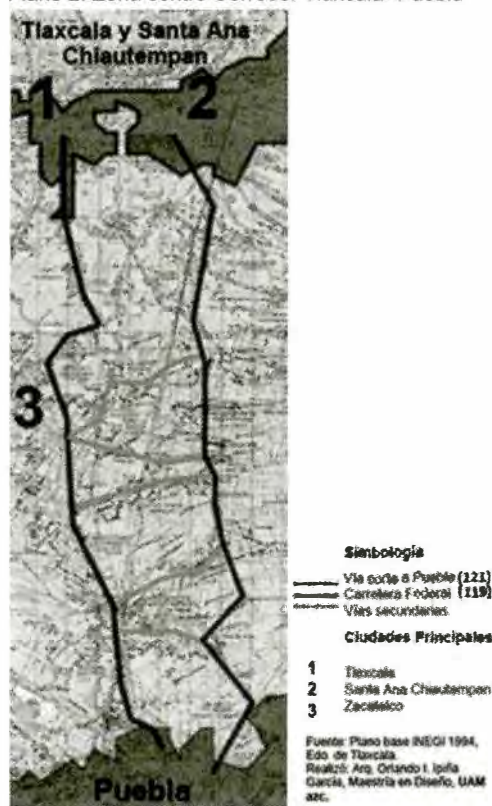 Tlaxcala y Santa Ana
Chiautempan
1
2
3
Puebla
Simbología
Vía corta a Puebla (121)
Carretera Federal (119)
Vías secundarias
Ciudades Principales
1 Tlaxcala
2 Santa Ana Chiautempan
3 Zacatelco
Fuente: Plano base INEGI 1994,
Edo. de Tlaxcala.
Realizó: Arq. Orlando I. Ipiña
García, Maestría en Diseño, UAM
azc.